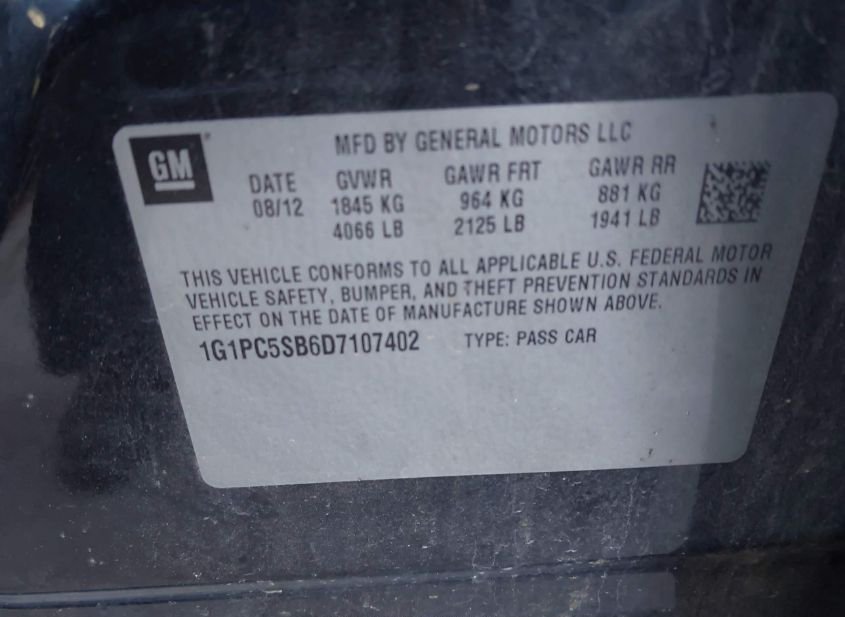 GM
MFD BY GENERAL MOTORS LLC
DATE GVWR GAWR FRT GAWR RR
08/12 1845 KG 964 KG 881 KG
4066 LB 2125 LB 1941 LB
THIS VEHICLE CONFORMS TO ALL APPLICABLE U.S. FEDERAL MOTOR
VEHICLE SAFETY, BUMPER, AND THEFT PREVENTION STANDARDS IN
EFFECT ON THE DATE OF MANUFACTURE SHOWN ABOVE.
1G1PC5SB6D7107402 TYPE: PASS CAR